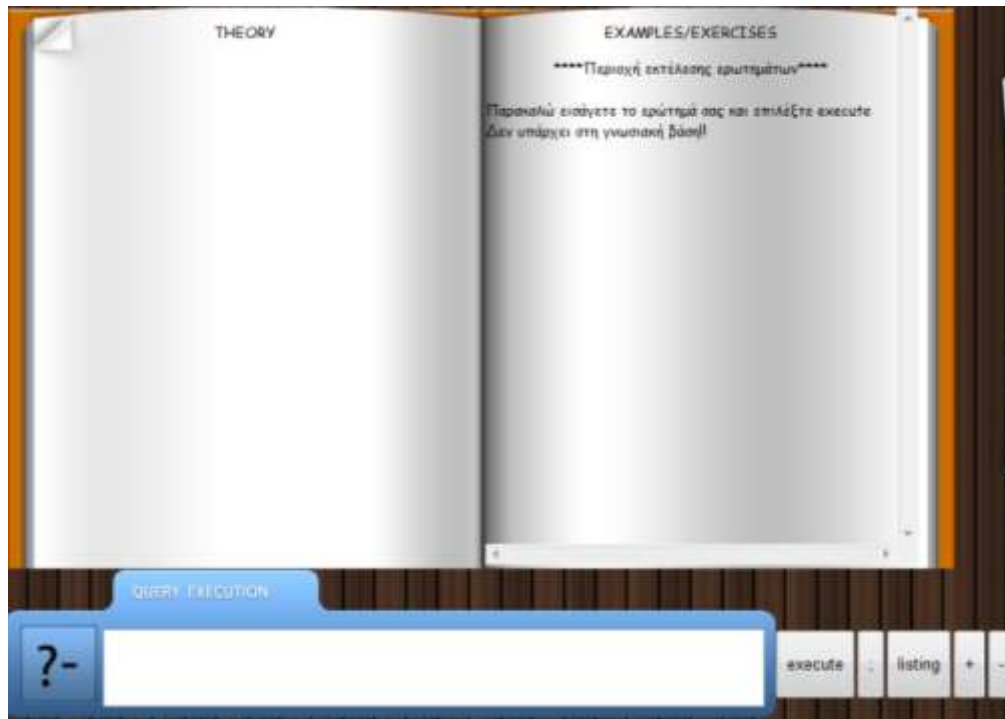 THEORY
EXAMPLES/EXERCISES
****Περιοχή εκτέλεσης ερωτημάτων****
Παρακαλώ εισάγετε το ερώτημά σας και επιλέξτε execute
Δεν υπάρχει στη γνωσιακή βάση!!
QUERY EXECUTION
?-
execute
;
listing
+
-